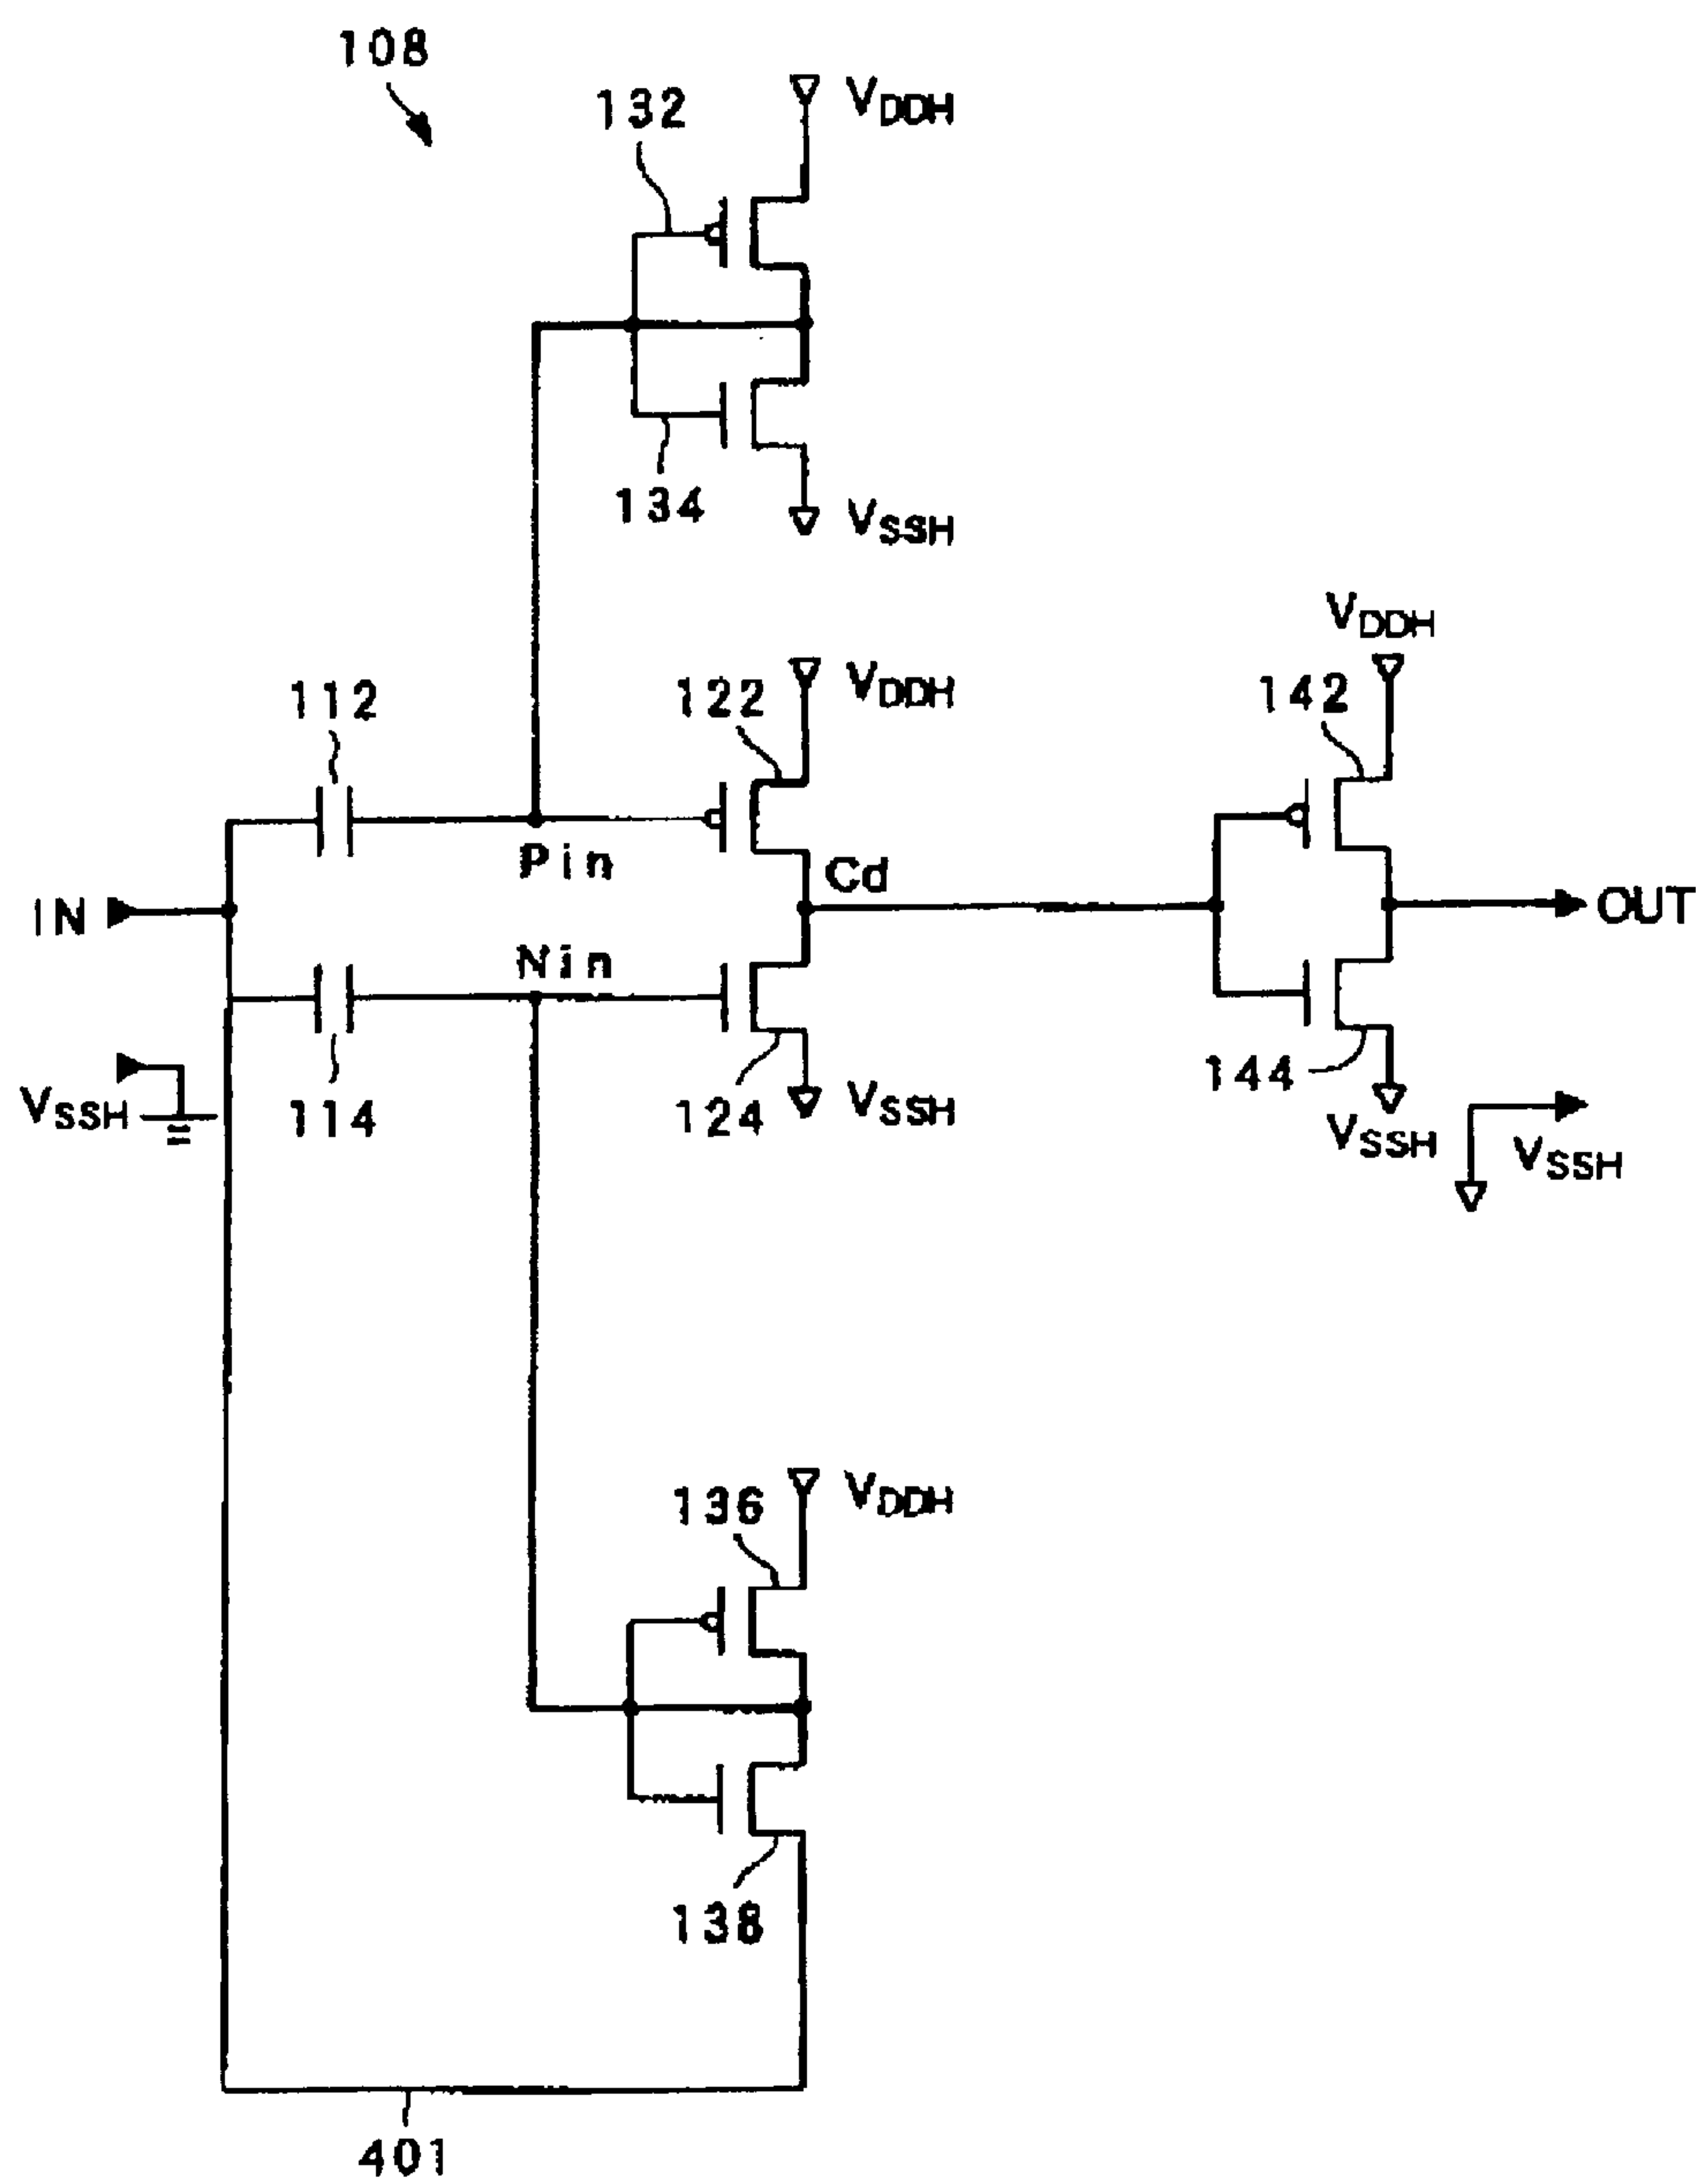 108
132
VDDH
134
VSSH
VDDH
112
122
VDDH
142
Pin
Cd
IN
OUT
Nin
VSSH
114
124
VSSH
144
VSSH
VSSH
136
VDDH
138
401